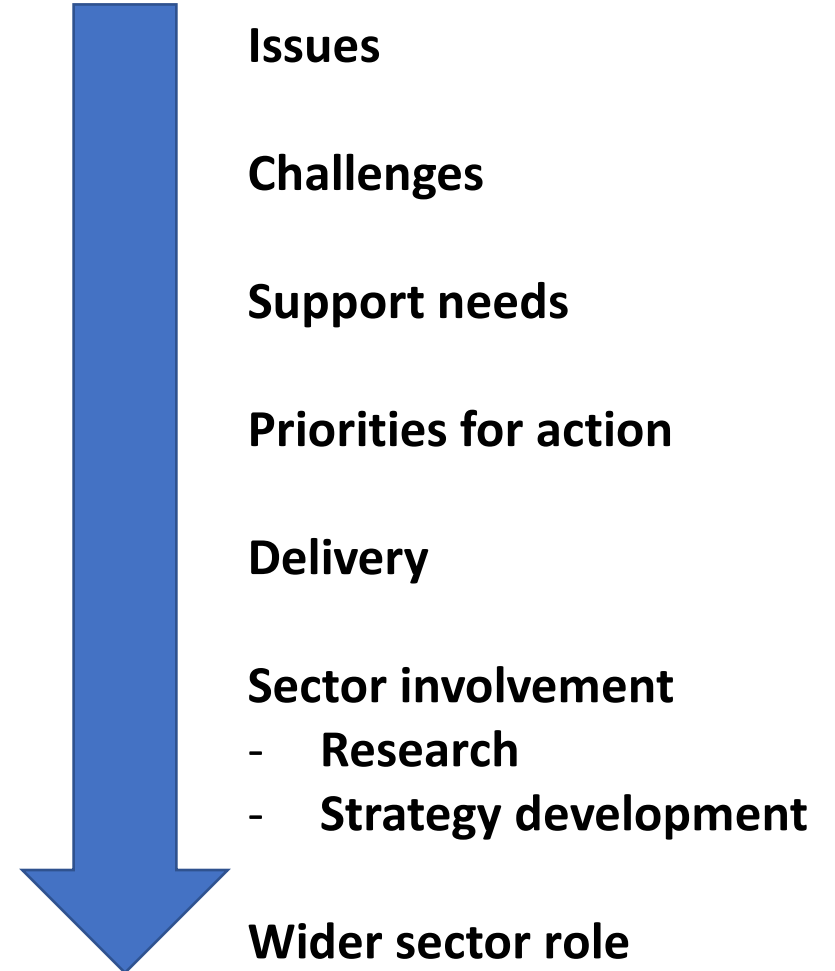 Issues
Challenges
Support needs
Priorities for action
Delivery
Sector involvement
- Research
- Strategy development
Wider sector role